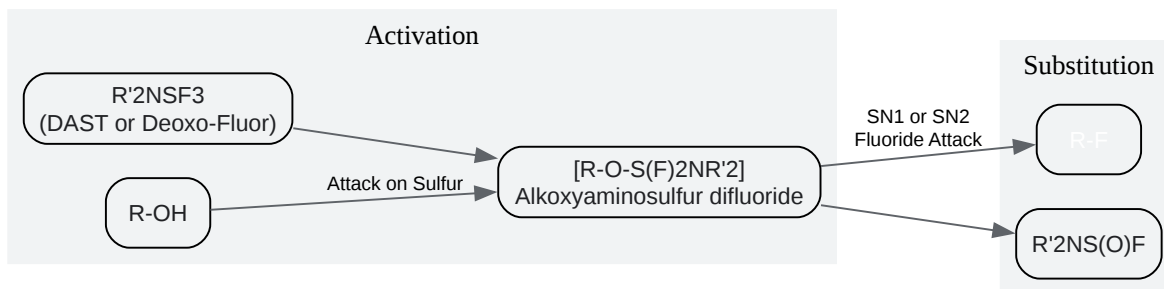 Activation
R'2NSF3
(DAST or Deoxo-Fluor)
R-OH
Attack on Sulfur
[R-O-S(F)2NR'2]
Alkoxyaminosulfur difluoride
SN1 or SN2
Fluoride Attack
Substitution
R-F
R'2NS(O)F